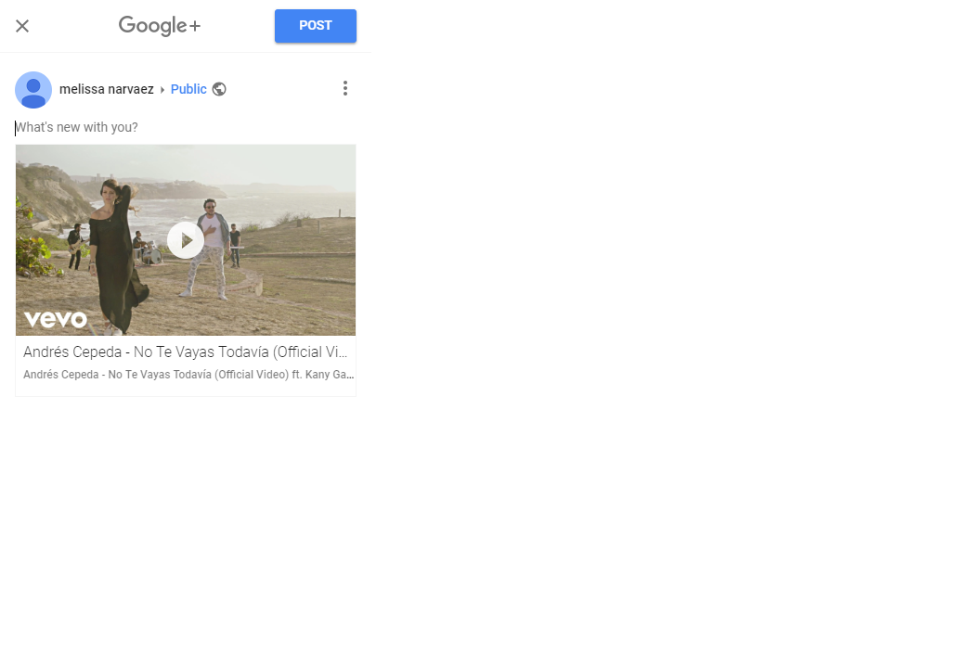 Google+
POST
melissa narvaez Public
What's new with you?
vevo
Andrés Cepeda - No Te Vayas Todavía (Official Vi...
Andrés Cepeda - No Te Vayas Todavía (Official Video) ft. Kany Ga...